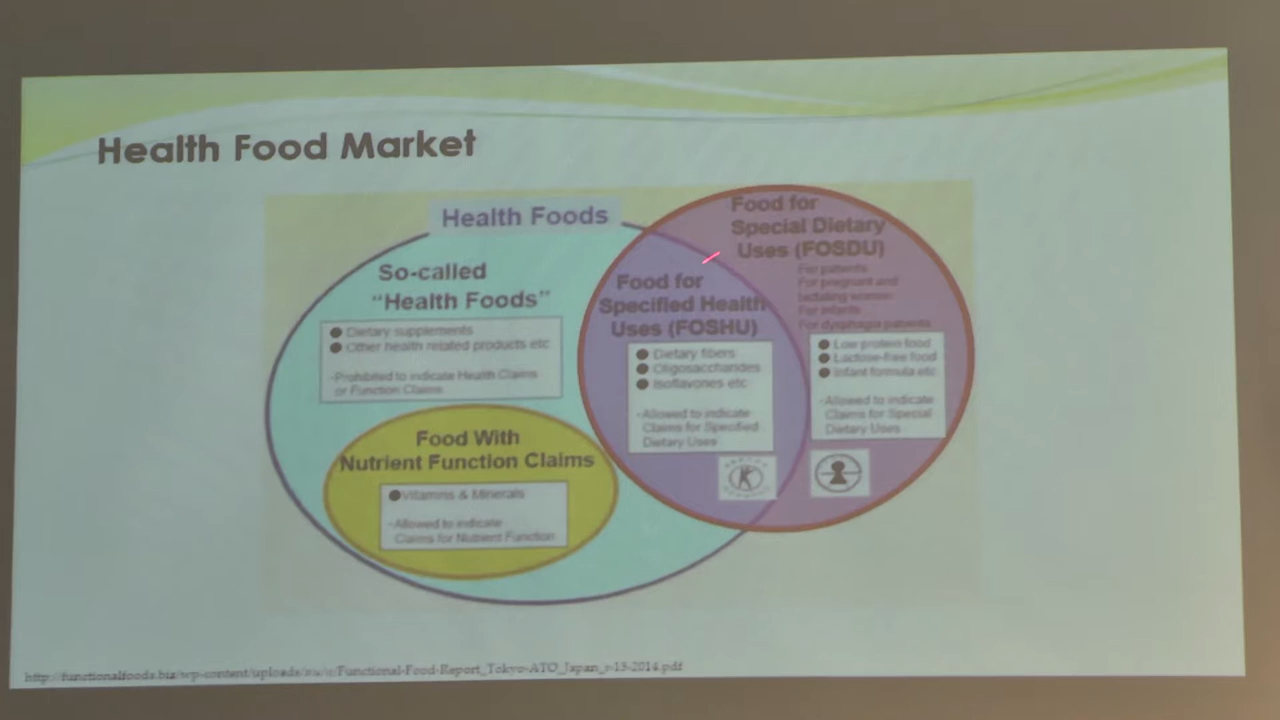 Health Food Market
Health Foods
So-called
“Health Foods”
● Dietary supplements
● Other health related products etc
-Prohibited to indicate Health Claims
or Function Claims
Food With
Nutrient Function Claims
●Vitamins & Minerals
-Allowed to indicate
Claims for Nutrient Function
Food for
Specified Health
Uses (FOSHU)
● Dietary fibers
● Oligosaccharides
● Isoflavones etc
-Allowed to indicate
Claims for Specified
Dietary Uses
Food for
Special Dietary
Uses (FOSDU)
For patients
For pregnant and
lactating women
For infants
For dysphagia patients
● Low protein food
● Lactose-free food
● Infant formula etc
-Allowed to indicate
Claims for Special
Dietary Uses